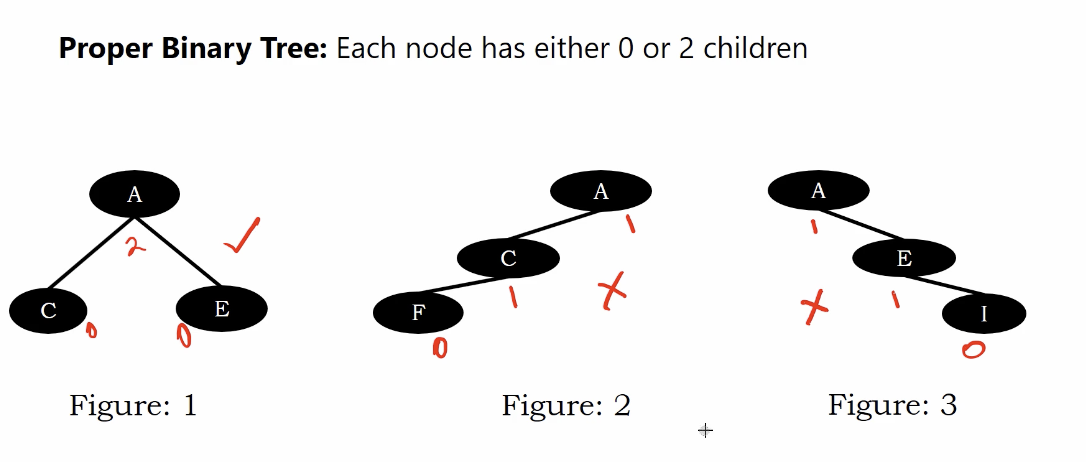 Proper Binary Tree: Each node has either 0 or 2 children
A
2
✓
C
0
E
0
Figure: 1
A
1
C
1
✗
F
0
Figure: 2
A
1
E
1
✗
I
0
Figure: 3